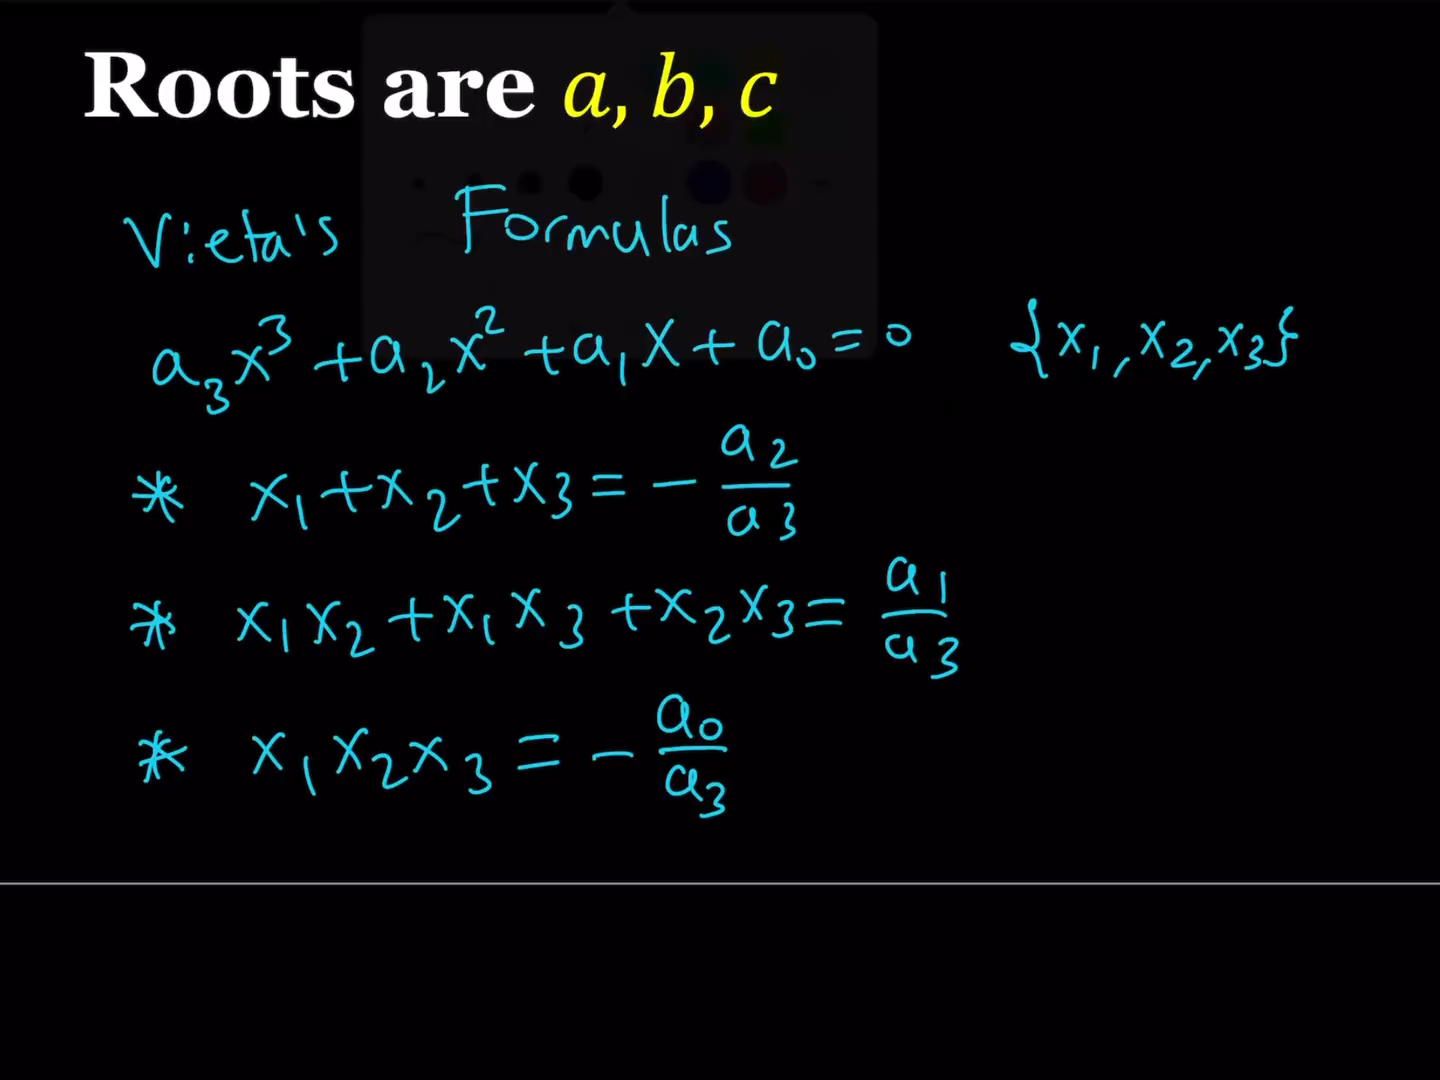 Roots are a, b, c
Vieta's Formulas
a₃x³ + a₂x² + a₁x + a₀ = 0 {x₁, x₂, x₃}
* x₁ + x₂ + x₃ = - a₂/a₃
* x₁x₂ + x₁x₃ + x₂x₃ = a₁/a₃
* x₁x₂x₃ = - a₀/a₃